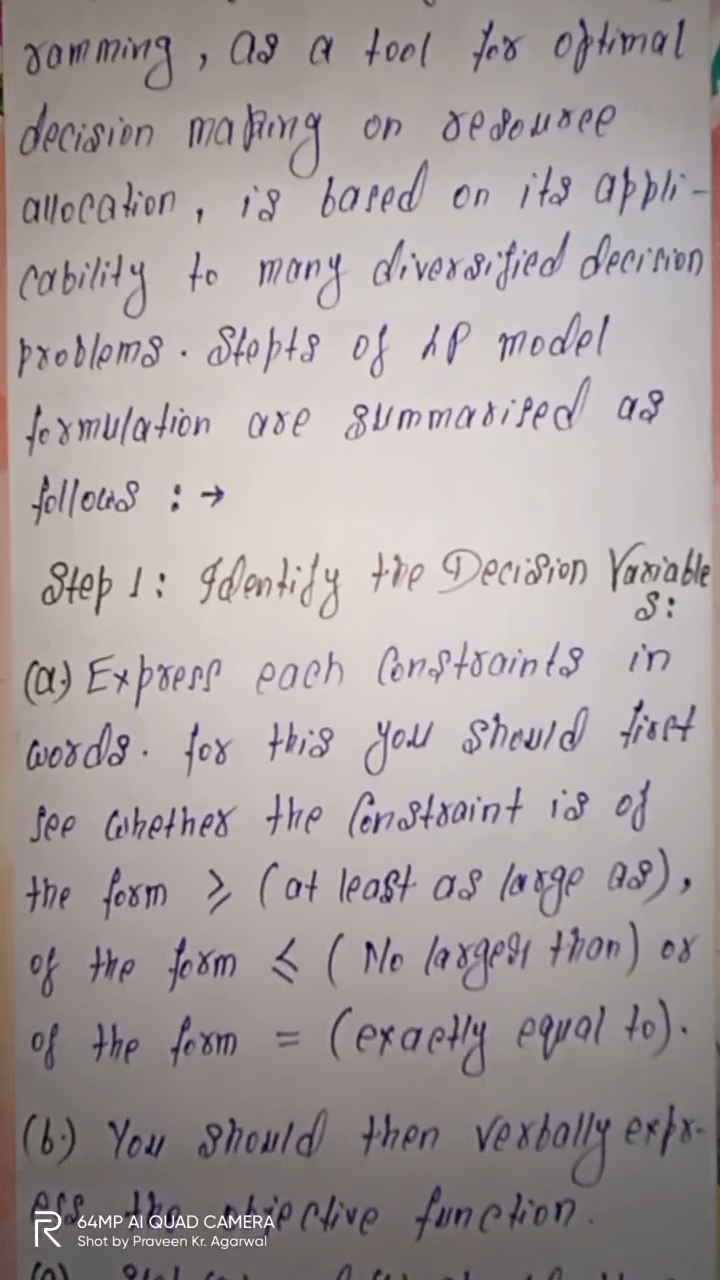 ramming, as a tool for optimal
decision making on resource
allocation, is based on its appli-
cability to many diversified decision
problems. Stepts of LP model
formulation are summarised as
follows : →
Step 1: Identify the Decision Variable
s:
(a.) Express each Constraints in
words. for this you should first
see whether the Constraint is of
the form ⩾ (at least as large as),
of the form ⩽ (No larger than) or
of the form = (exactly equal to).
(b.) You should then verbally expr-
ess the objective function.
64MP AI QUAD CAMERA
Shot by Praveen Kr. Agarwal